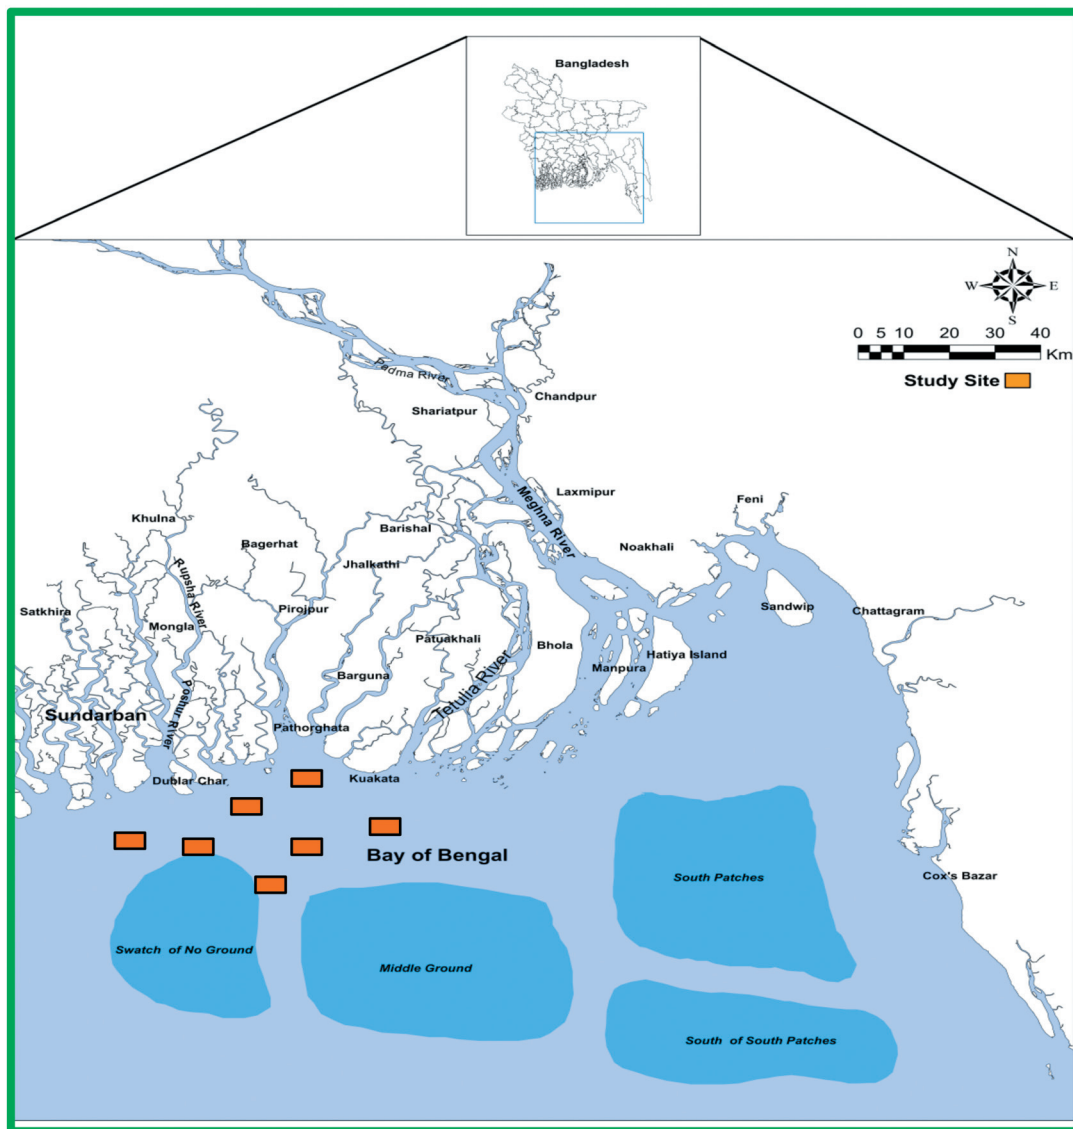 Bangladesh
N
W
E
S
0 5 10 20 30 40
Km
Study Site
Padma River
Chandpur
Shariatpur
Meghna River
Laxmipur
Feni
Khulna
Barishal
Bagerhat
Noakhali
Jhalkathi
Rupsha River
Satkhira
Pirojpur
Sandwip
Chattagram
Mongla
Patuakhali
Bhola
Hatiya Island
Manpura
Barguna
Tetulia River
Poshur River
Sundarban
Pathorghata
Dublar Char
Kuakata
Bay of Bengal
South Patches
Cox's Bazar
Swatch of No Ground
Middle Ground
South of South Patches